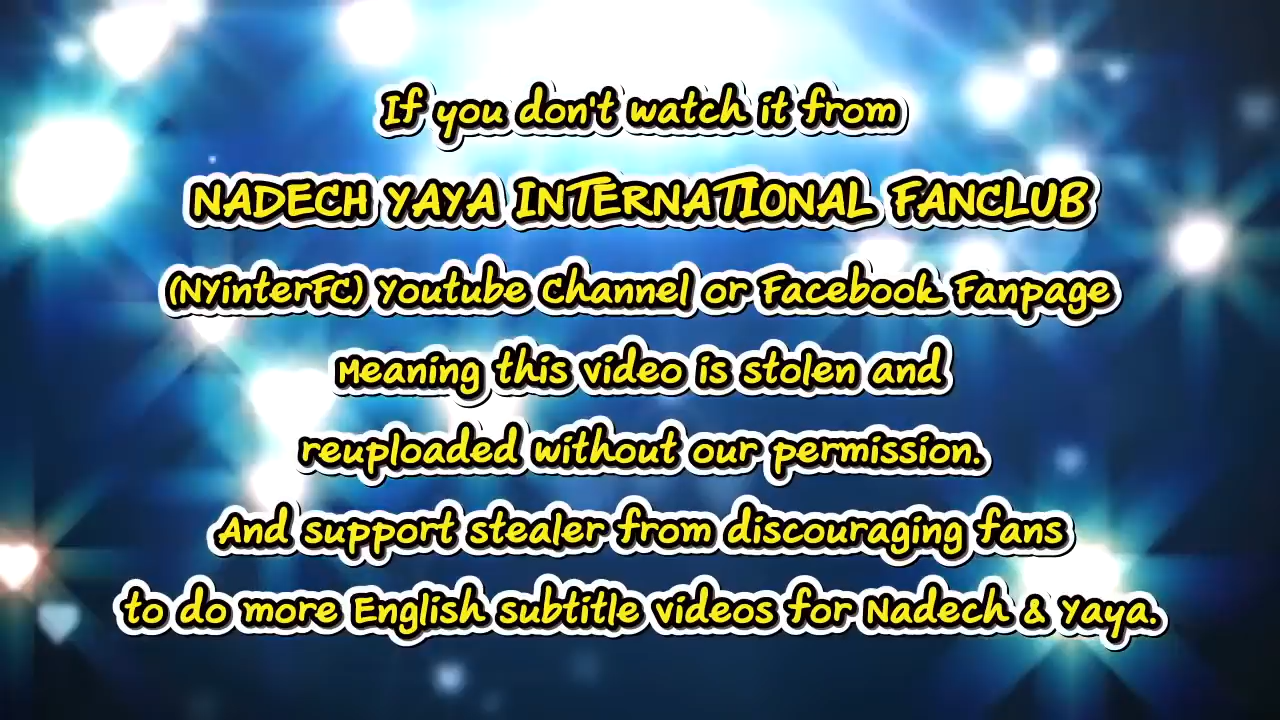 If you don't watch it from
NADECH YAYA INTERNATIONAL FANCLUB
(NYinterFC) Youtube Channel or Facebook Fanpage
Meaning this video is stolen and
reuploaded without our permission.
And support stealer from discouraging fans
to do more English subtitle videos for Nadech & Yaya.